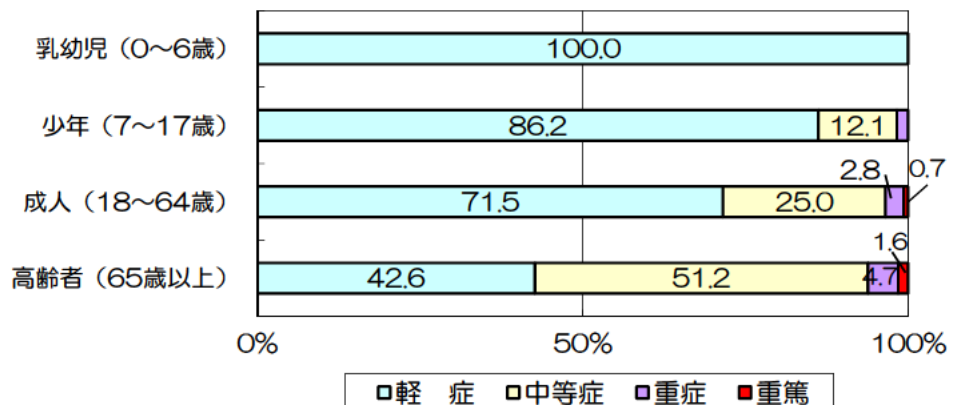 乳幼児（0～6歳）
100.0
少年（7～17歳）
86.2 12.1
2.8 0.7
成人（18～64歳）
71.5 25.0
1.6
高齢者（65歳以上）
42.6 51.2 4.7
0% 50% 100%
軽　症 中等症 重症 重篤